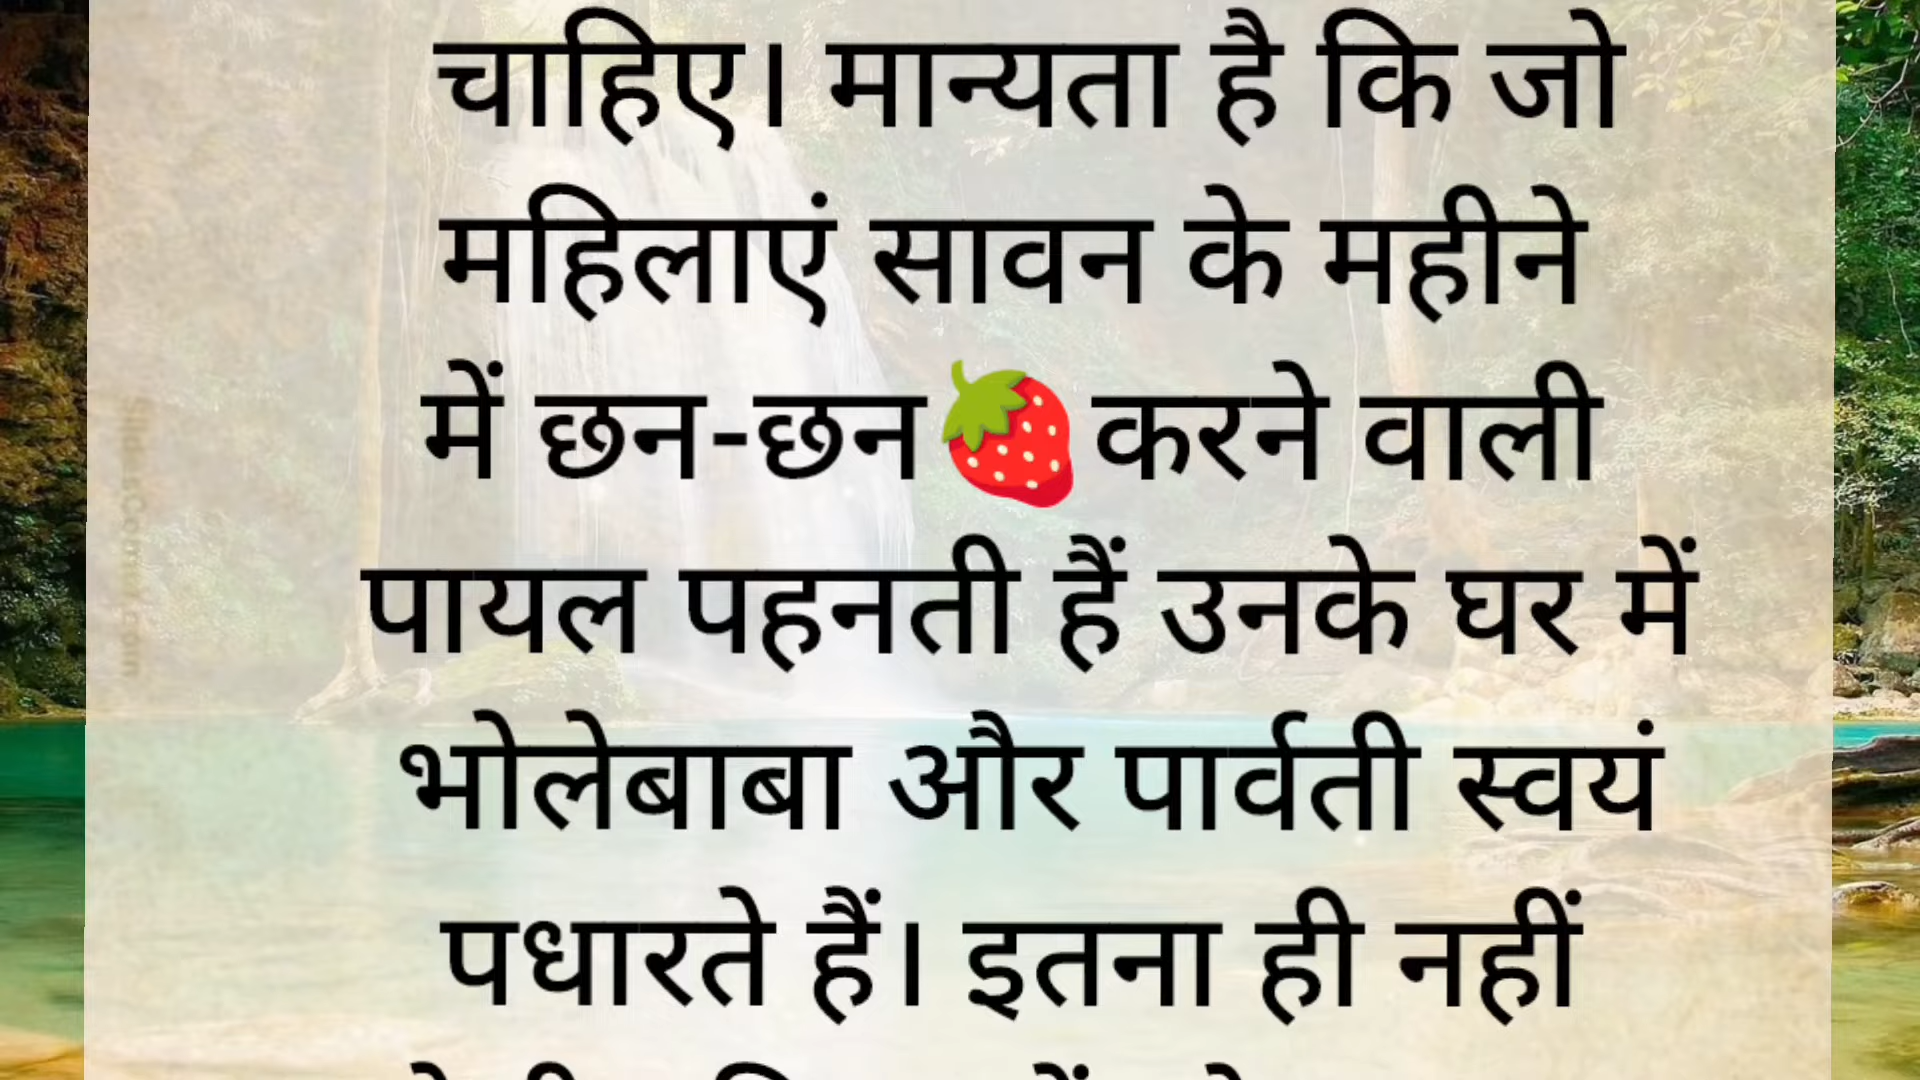 चाहिए। मान्यता है कि जो
महिलाएं सावन के महीने
में छन-छन🍓करने वाली
पायल पहनती हैं उनके घर में
भोलेबाबा और पार्वती स्वयं
पधारते हैं। इतना ही नहीं